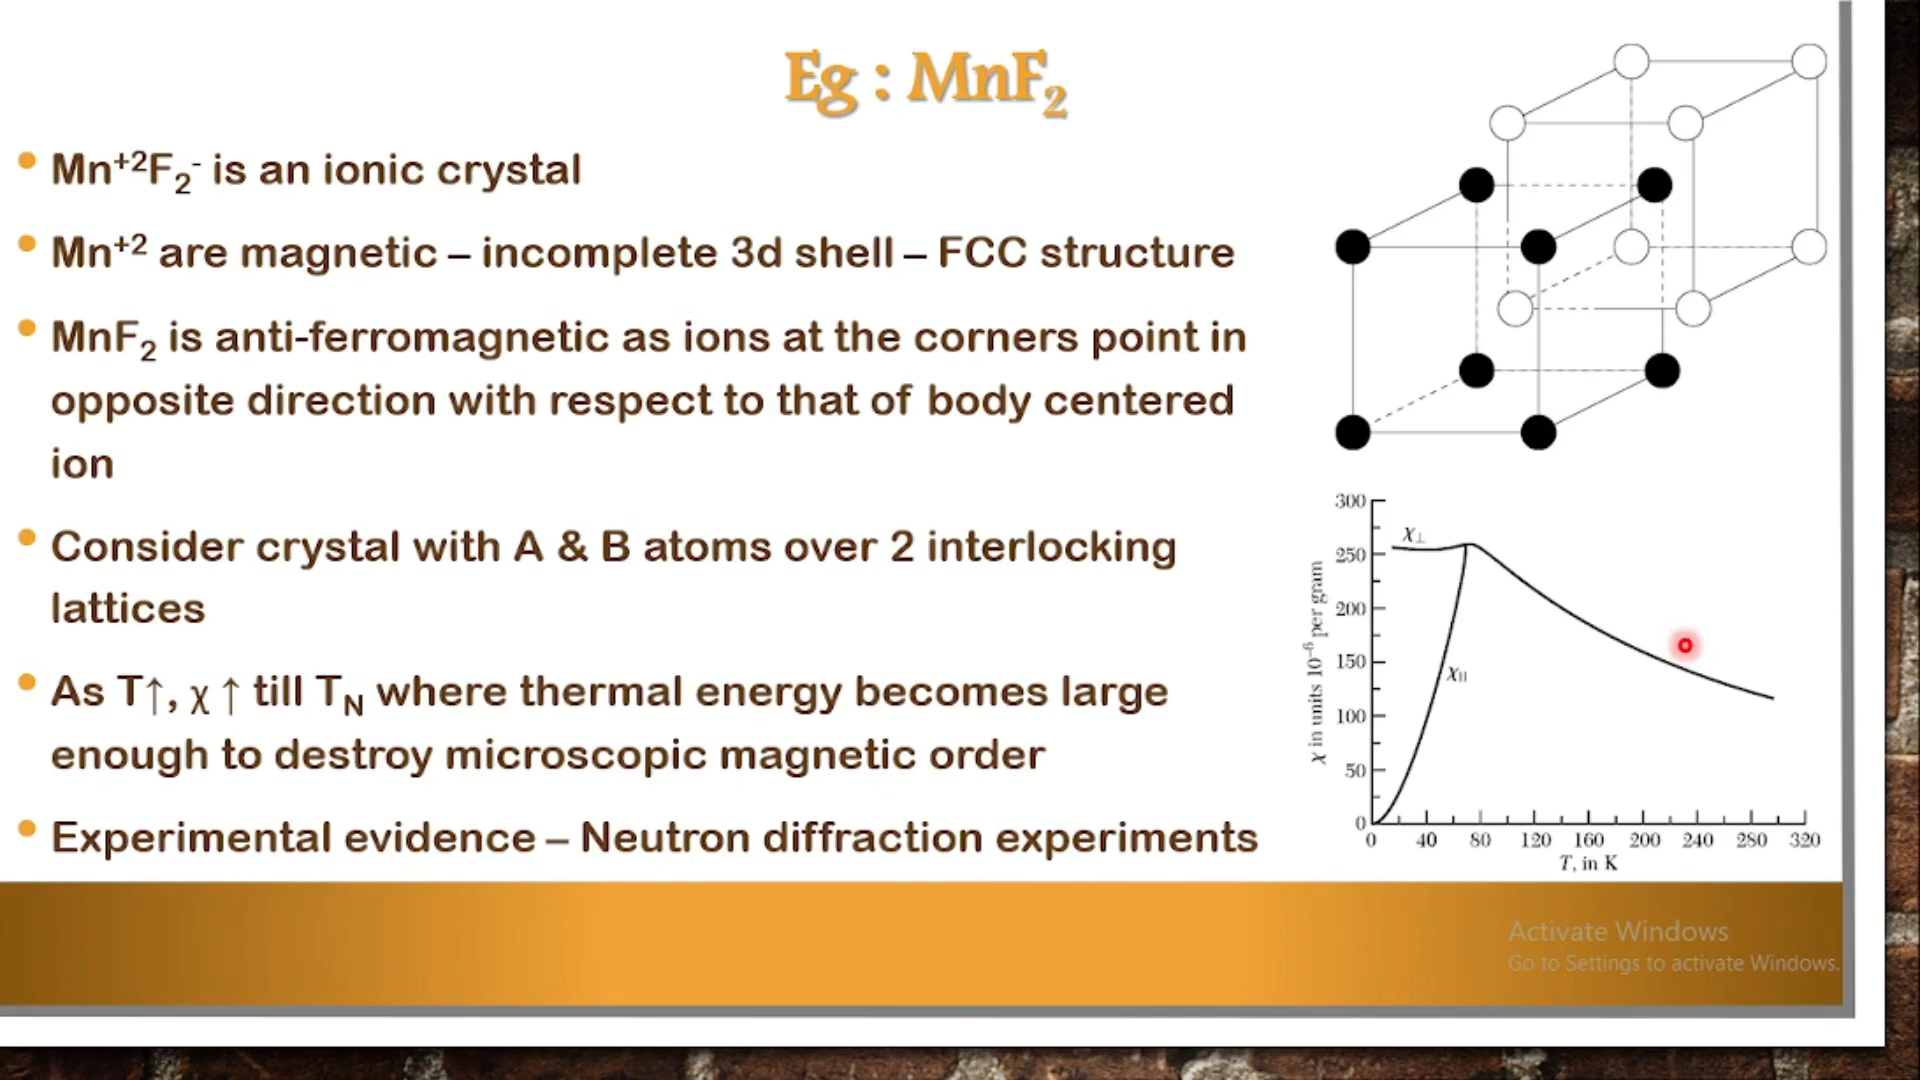 Eg : MnF₂
• Mn⁺²F₂⁻ is an ionic crystal
• Mn⁺² are magnetic – incomplete 3d shell – FCC structure
• MnF₂ is anti-ferromagnetic as ions at the corners point in
opposite direction with respect to that of body centered
ion
• Consider crystal with A & B atoms over 2 interlocking
lattices
• As T↑, χ ↑ till T_N where thermal energy becomes large
enough to destroy microscopic magnetic order
• Experimental evidence – Neutron diffraction experiments
χ in units 10⁻⁶ per gram
300
250
200
150
100
50
0
χ⊥
χ||
0 40 80 120 160 200 240 280 320
T, in K
Activate Windows
Go to Settings to activate Windows.